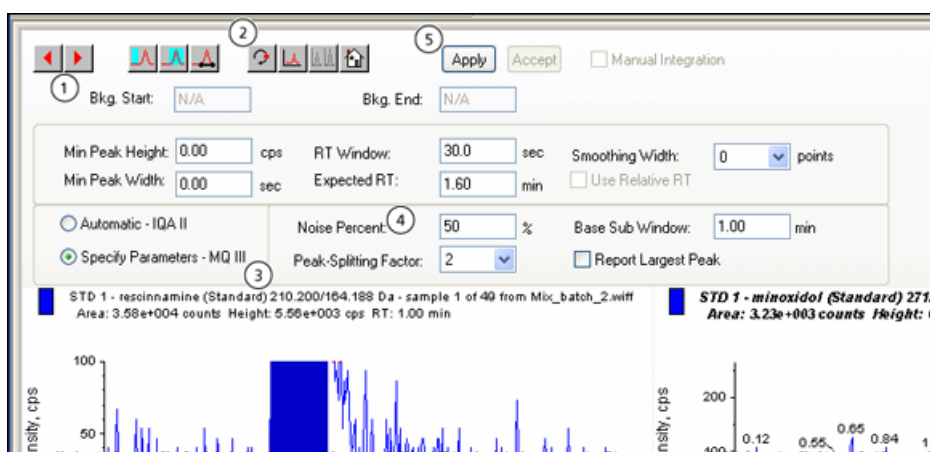 2
5
Apply
Accept
Manual Integration
1
Bkg. Start: N/A
Bkg. End: N/A
Min Peak Height: 0.00 cps
RT Window: 30.0 sec
Smoothing Width: 0 points
Min Peak Width: 0.00 sec
Expected RT: 1.60 min
Use Relative RT
Automatic - IQA II
Noise Percent: 4 50 %
Base Sub Window: 1.00 min
Specify Parameters - MQ III
3
Peak-Splitting Factor: 2
Report Largest Peak
STD 1 - rescinnamine (Standard) 210.200/164.188 Da - sample 1 of 49 from Mix_batch_2.wiff
Area: 3.58e+004 counts Height: 5.56e+003 cps RT: 1.00 min
STD 1 - minoxidol (Standard) 271.
Area: 3.23e+003 counts Height:
100
50
nsity, cps
200
100
nsity, cps
0.12
0.55
0.65
0.84